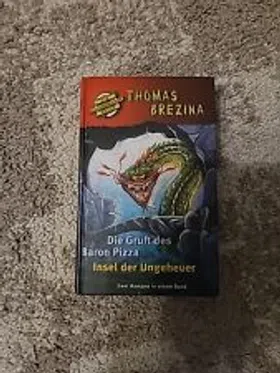 THOMAS
BREZINA
Die Gruft des
Baron Pizza
Insel der Ungeheuer
Zwei Romane in einem Band